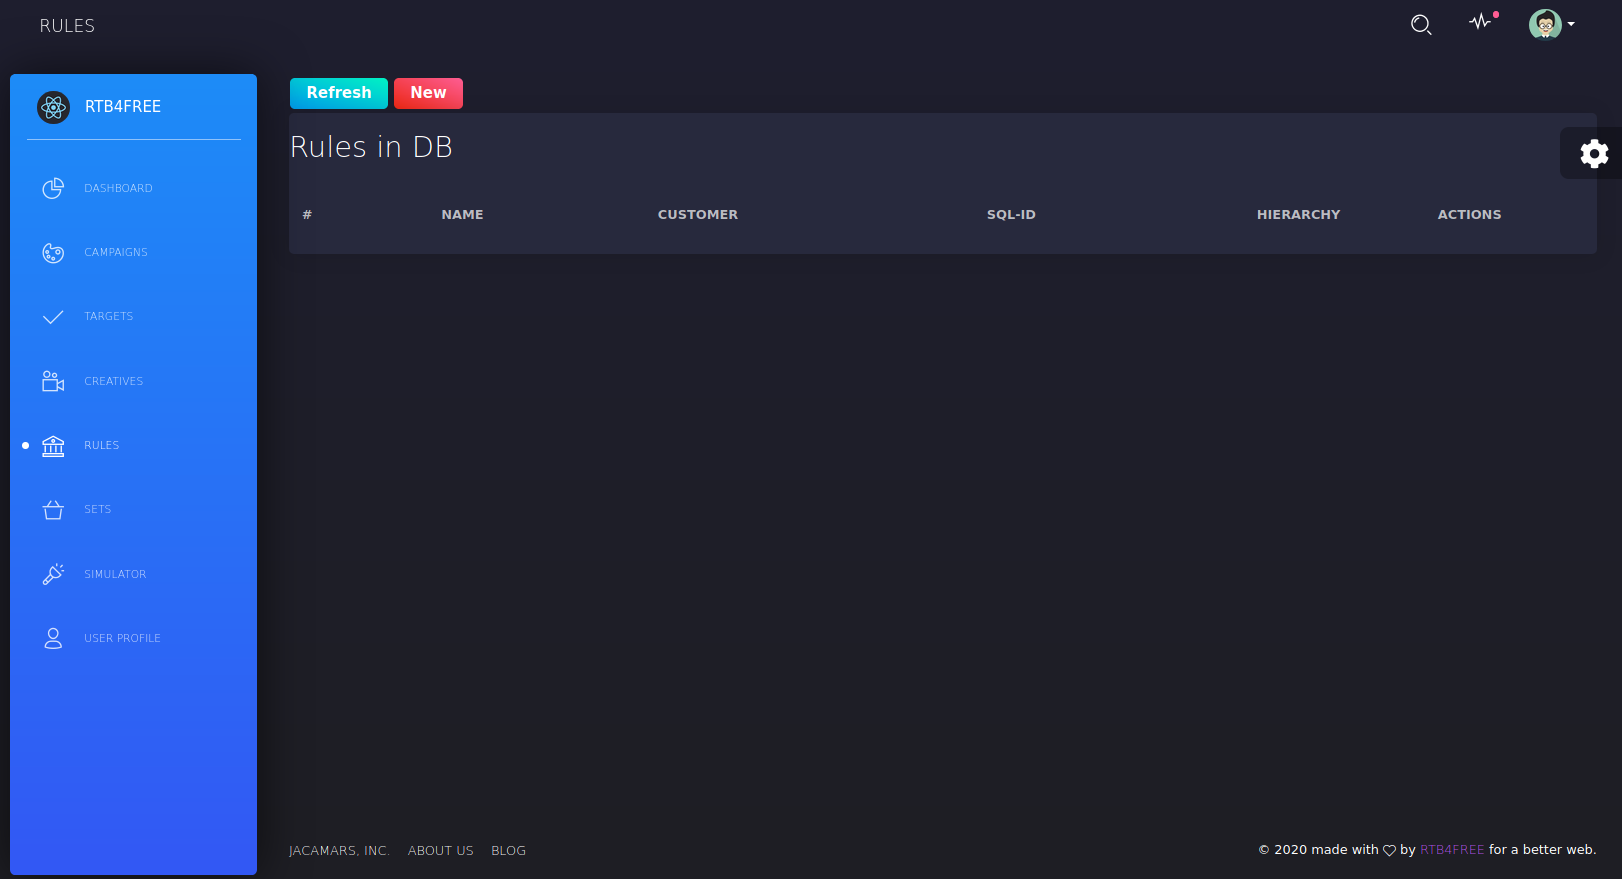 RULES
RTB4FREE
DASHBOARD
CAMPAIGNS
TARGETS
CREATIVES
RULES
SETS
SIMULATOR
USER PROFILE
Refresh New
Rules in DB
# NAME CUSTOMER SQL-ID HIERARCHY ACTIONS
JACAMARS, INC. ABOUT US BLOG
© 2020 made with by RTB4FREE for a better web.